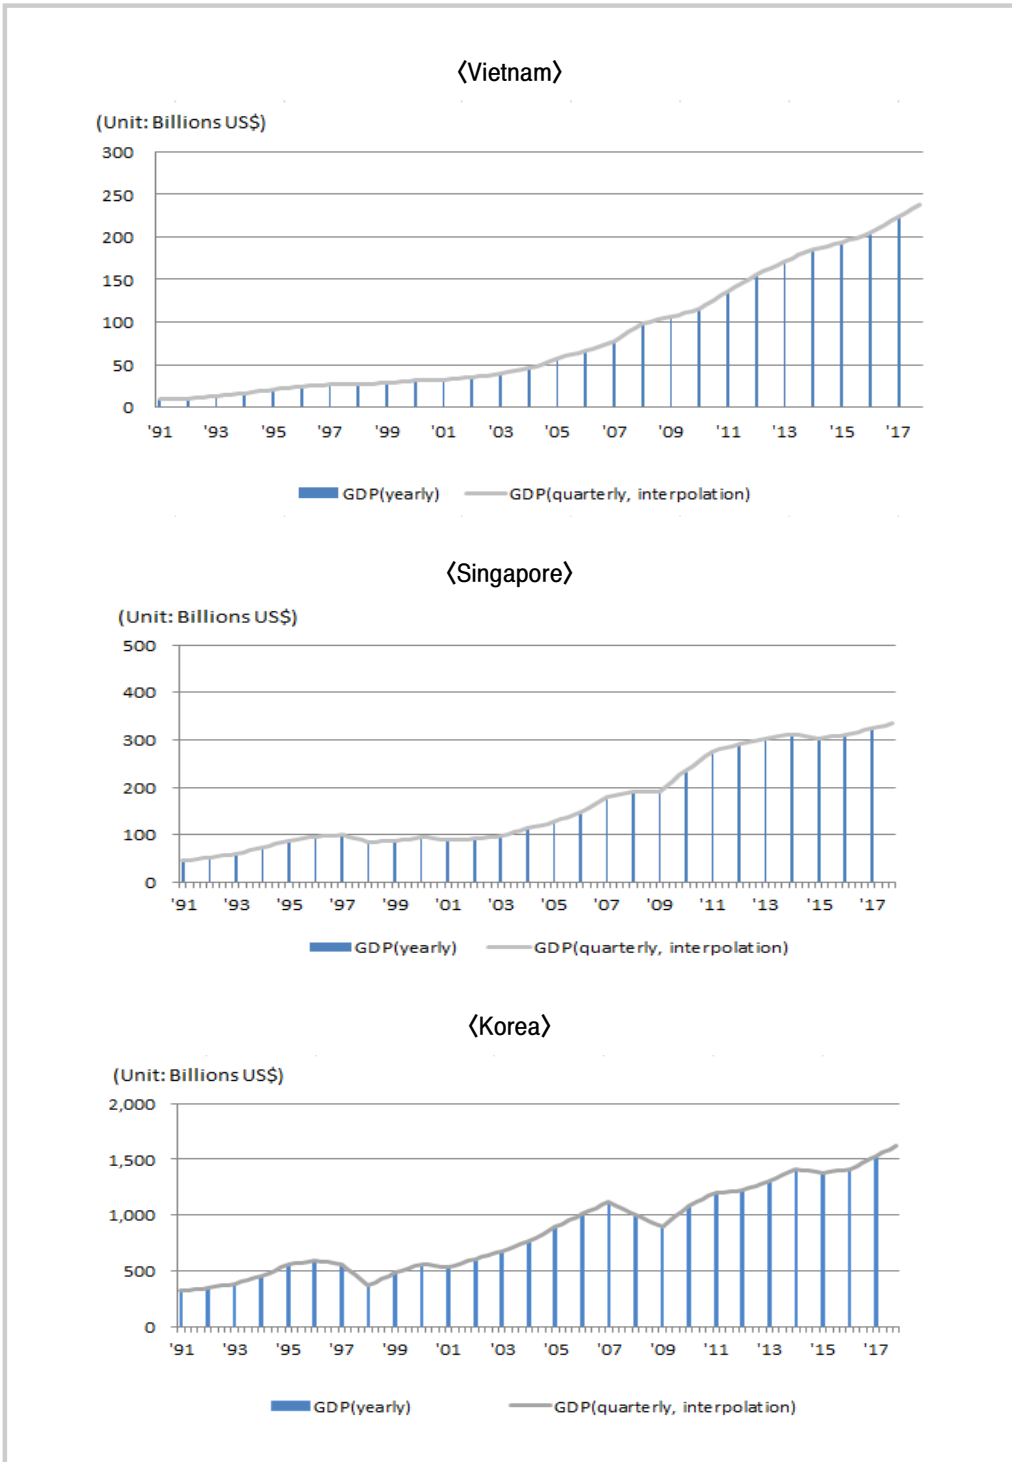 〈Vietnam〉
(Unit: Billions US$)
300
250
200
150
100
50
0
'91 '93 '95 '97 '99 '01 '03 '05 '07 '09 '11 '13 '15 '17
GDP(yearly) GDP(quarterly, interpolation)
〈Singapore〉
(Unit: Billions US$)
500
400
300
200
100
0
'91 '93 '95 '97 '99 '01 '03 '05 '07 '09 '11 '13 '15 '17
GDP(yearly) GDP(quarterly, interpolation)
〈Korea〉
(Unit: Billions US$)
2,000
1,500
1,000
500
0
'91 '93 '95 '97 '99 '01 '03 '05 '07 '09 '11 '13 '15 '17
GDP(yearly) GDP(quarterly, interpolation)